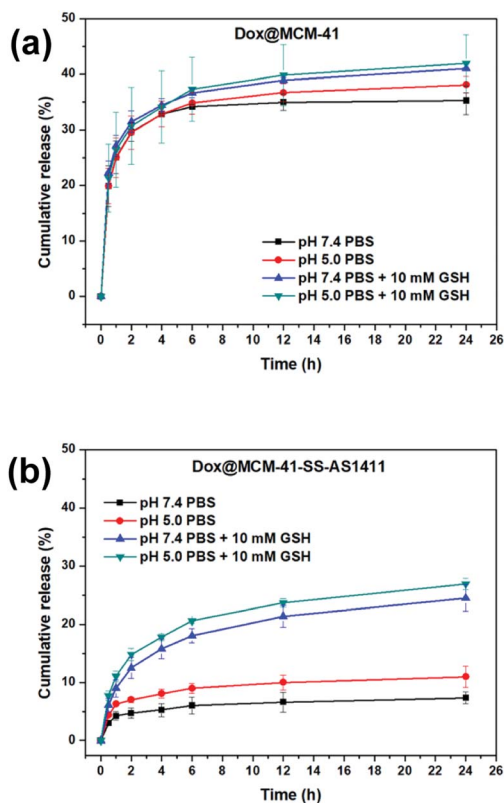 (a)
Dox@MCM-41
50
40
30
20
10
0
Cumulative release (%)
pH 7.4 PBS
pH 5.0 PBS
pH 7.4 PBS + 10 mM GSH
pH 5.0 PBS + 10 mM GSH
0 2 4 6 8 10 12 14 16 18 20 22 24 26
Time (h)
(b)
Dox@MCM-41-SS-AS1411
50
40
30
20
10
0
Cumulative release (%)
pH 7.4 PBS
pH 5.0 PBS
pH 7.4 PBS + 10 mM GSH
pH 5.0 PBS + 10 mM GSH
0 2 4 6 8 10 12 14 16 18 20 22 24 26
Time (h)